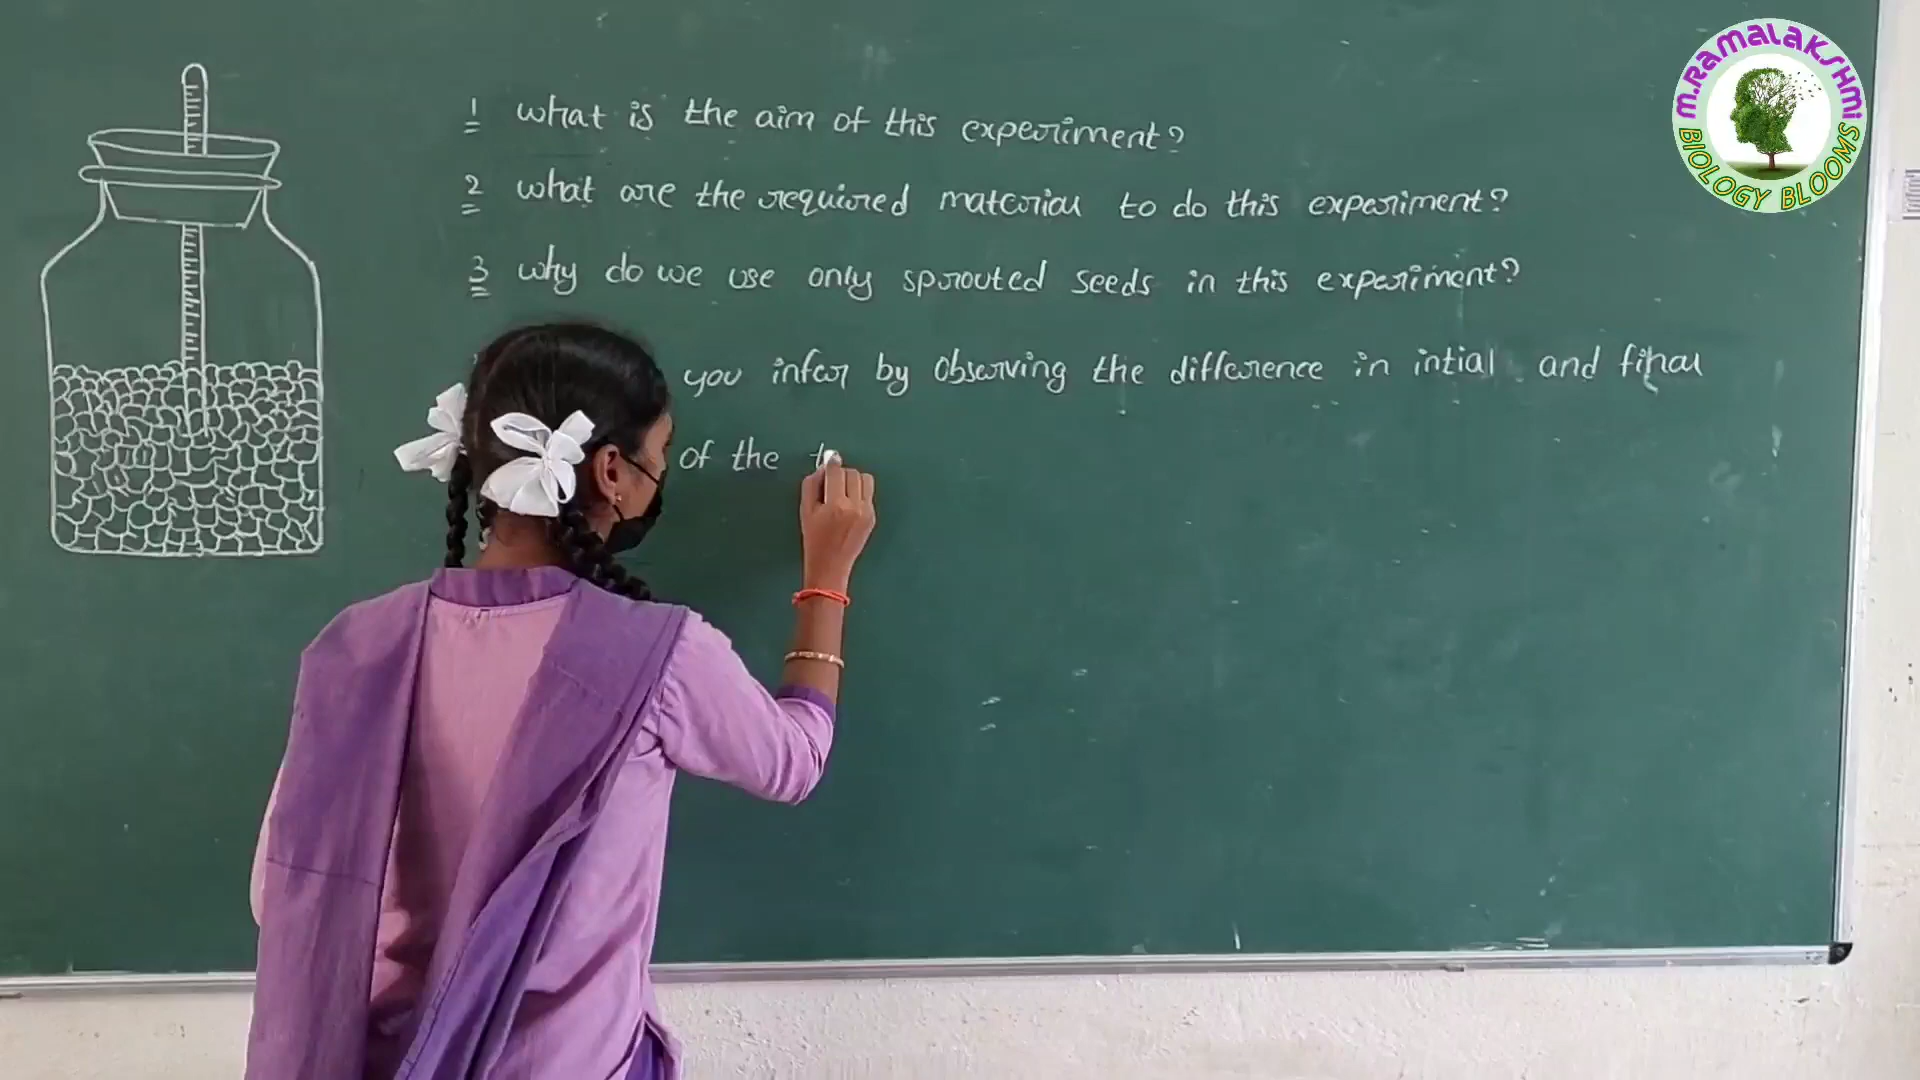 1 what is the aim of this experiment?
2 what are the required material to do this experiment?
3 why do we use only sprouted seeds in this experiment?
you infer by observing the difference in intial and final
of the
M.RAMALAKSHMI
BIOLOGY BLOOMS